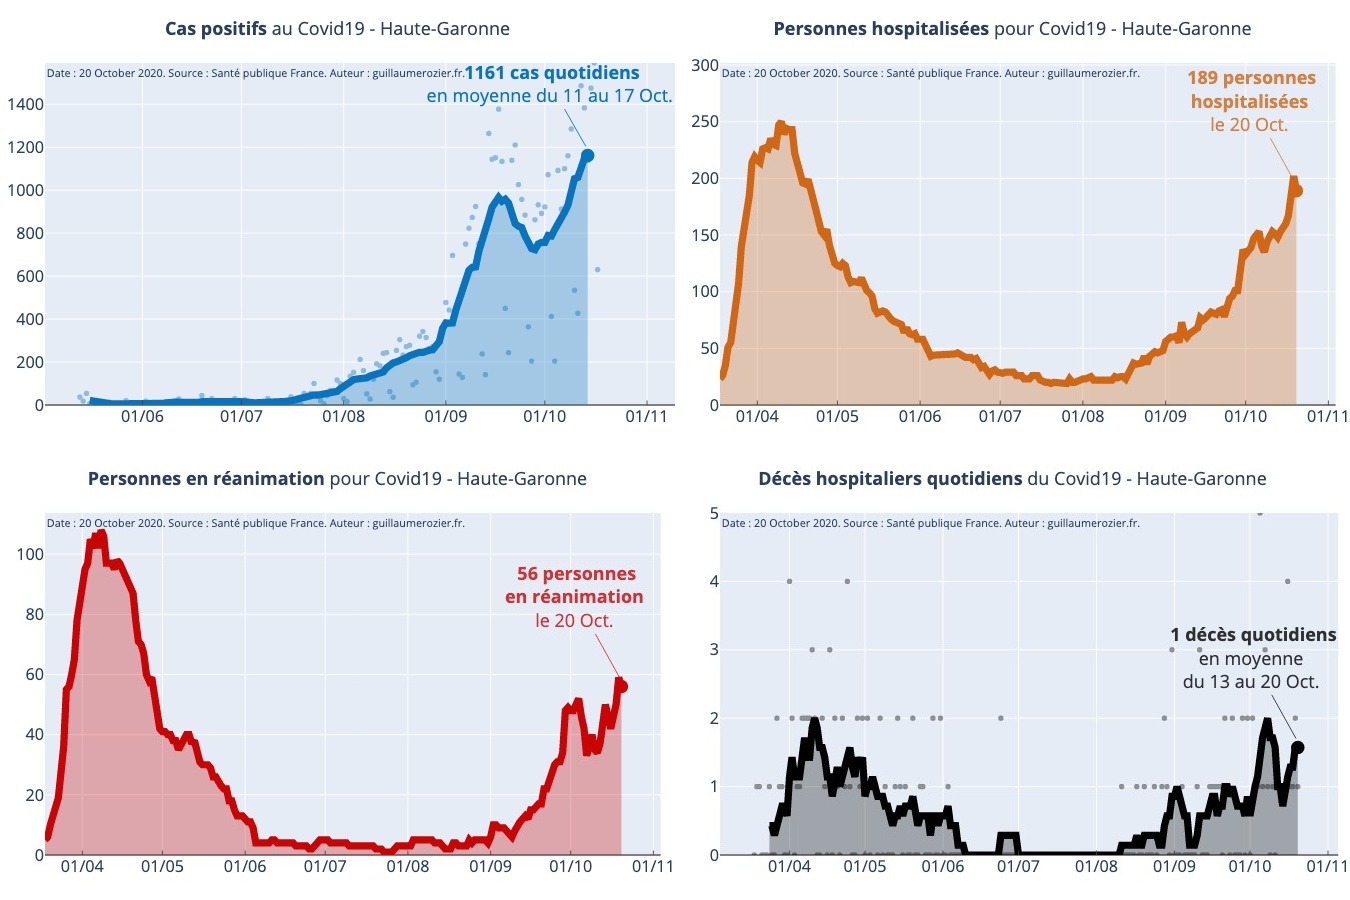 Cas positifs au Covid19 - Haute-Garonne
Date : 20 October 2020. Source : Santé publique France. Auteur : guillaumerozier.fr.
1161 cas quotidiens
en moyenne du 11 au 17 Oct.
1400
1200
1000
800
600
400
200
0
01/06 01/07 01/08 01/09 01/10 01/11
Personnes hospitalisées pour Covid19 - Haute-Garonne
Date : 20 October 2020. Source : Santé publique France. Auteur : guillaumerozier.fr.
189 personnes
hospitalisées
le 20 Oct.
300
250
200
150
100
50
0
01/04 01/05 01/06 01/07 01/08 01/09 01/10 01/11
Personnes en réanimation pour Covid19 - Haute-Garonne
Date : 20 October 2020. Source : Santé publique France. Auteur : guillaumerozier.fr.
56 personnes
en réanimation
le 20 Oct.
100
80
60
40
20
0
01/04 01/05 01/06 01/07 01/08 01/09 01/10 01/11
Décès hospitaliers quotidiens du Covid19 - Haute-Garonne
Date : 20 October 2020. Source : Santé publique France. Auteur : guillaumerozier.fr.
1 décès quotidiens
en moyenne
du 13 au 20 Oct.
5
4
3
2
1
0
01/04 01/05 01/06 01/07 01/08 01/09 01/10 01/11